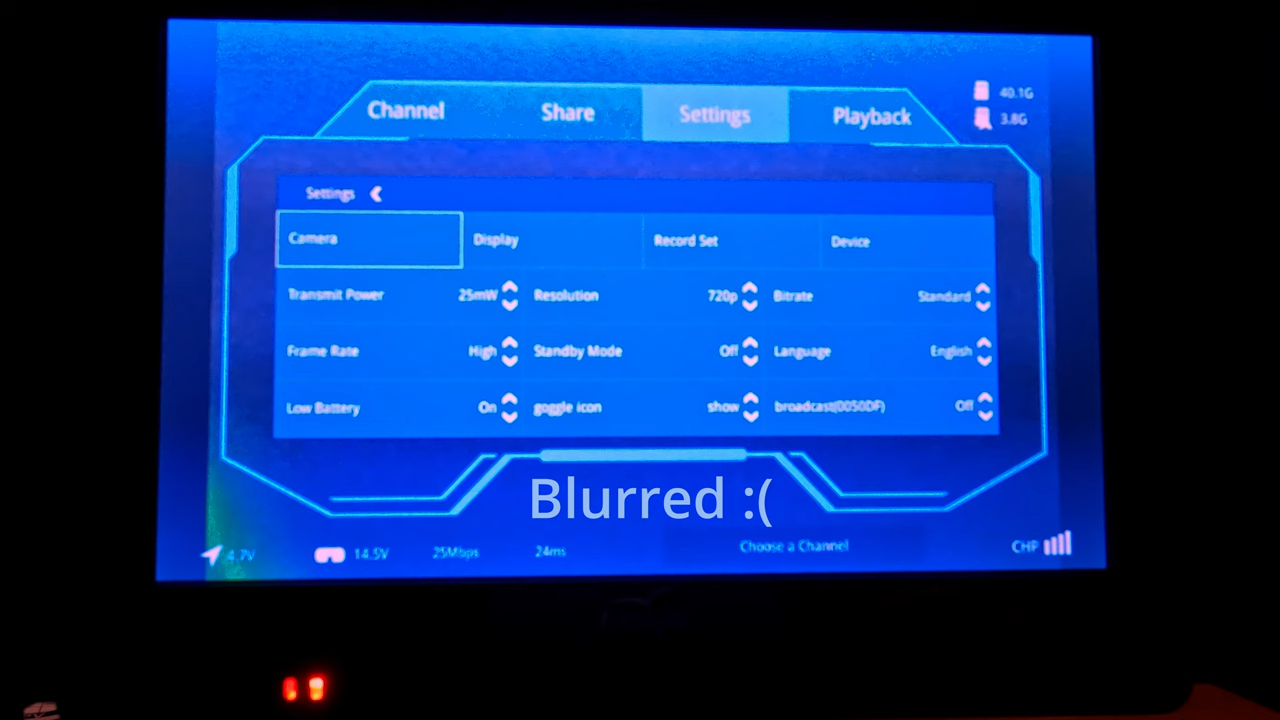 Channel Share Settings Playback
40.1G
3.8G
Settings
Camera Display Record Set Device
Transmit Power 25mW Resolution 720p Bitrate Standard
Frame Rate High Standby Mode Off Language English
Low Battery On goggle icon show broadcast(0050DF) Off
Blurred :(
4.7V 14.5V 25Mbps 24ms Choose a Channel CHP